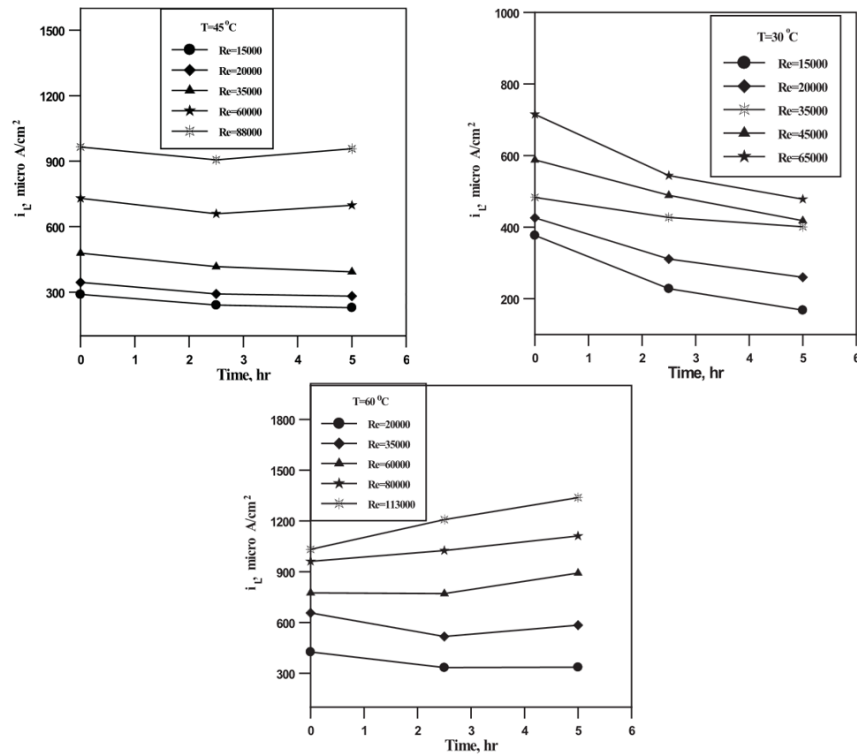 T=45 °C
Re=15000
Re=20000
Re=35000
Re=60000
Re=88000
1500
1200
900
600
300
i L, micro A/cm²
0 1 2 3 4 5 6
Time, hr
T=30 °C
Re=15000
Re=20000
Re=35000
Re=45000
Re=65000
1000
800
600
400
200
i L, micro A/cm²
0 1 2 3 4 5 6
Time, hr
T=60 °C
Re=20000
Re=35000
Re=60000
Re=80000
Re=113000
1800
1500
1200
900
600
300
i L, micro A/cm²
0 1 2 3 4 5 6
Time, hr